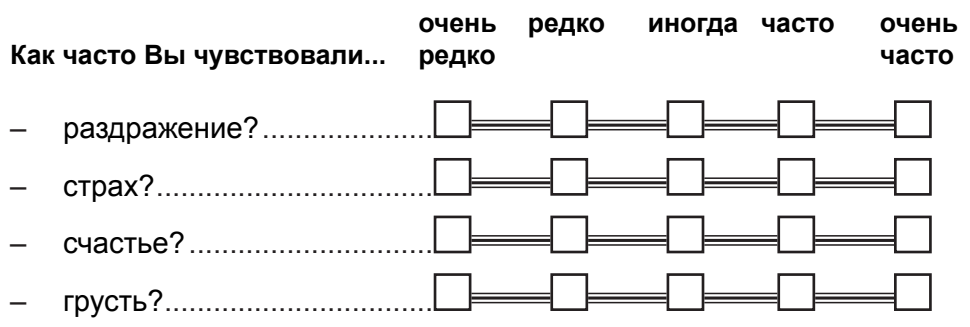 очень редко иногда часто очень
Как часто Вы чувствовали... редко часто
– раздражение?.....................
– страх?..................................
– счастье?..............................
– грусть?.................................